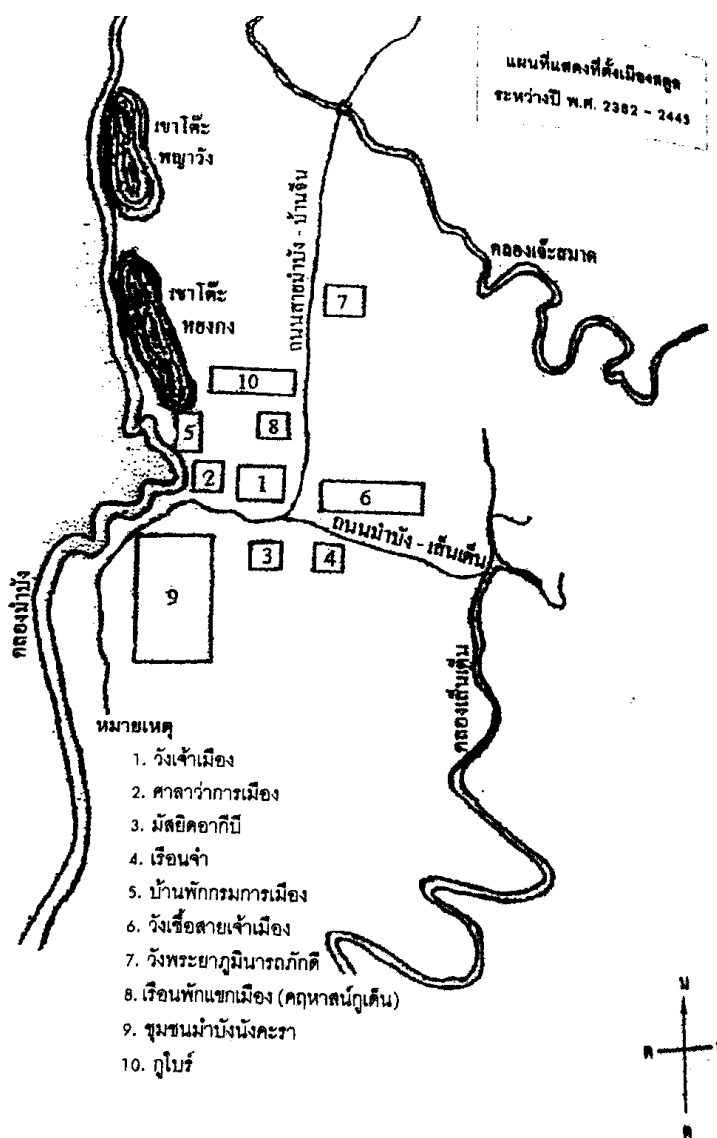 แผนที่แสดงที่ตั้งเมืองสตูล
ระหว่างปี พ.ศ. 2382 - 2443
เขาโต๊ะ
พญาวัง
เขาโต๊ะ
หยงกง
ถนนสายมำบัง - บ้านจีน
คลองเจ๊ะสมาด
7
10
5
8
2
1
6
ถนนมำบัง - เส็นเต็น
3
4
9
คลองมำบัง
คลองเส็นเต็น
หมายเหตุ
1. วังเจ้าเมือง
2. ศาลาว่าการเมือง
3. มัสยิดอากีบี
4. เรือนจำ
5. บ้านพักกรมการเมือง
6. วังเชื้อสายเจ้าเมือง
7. วังพระยาภูมินารถภักดี
8. เรือนพักแขกเมือง (คฤหาสน์กูเด็น)
9. ชุมชนมำบังนังคะรา
10. กูโบร์
น
ต
ต